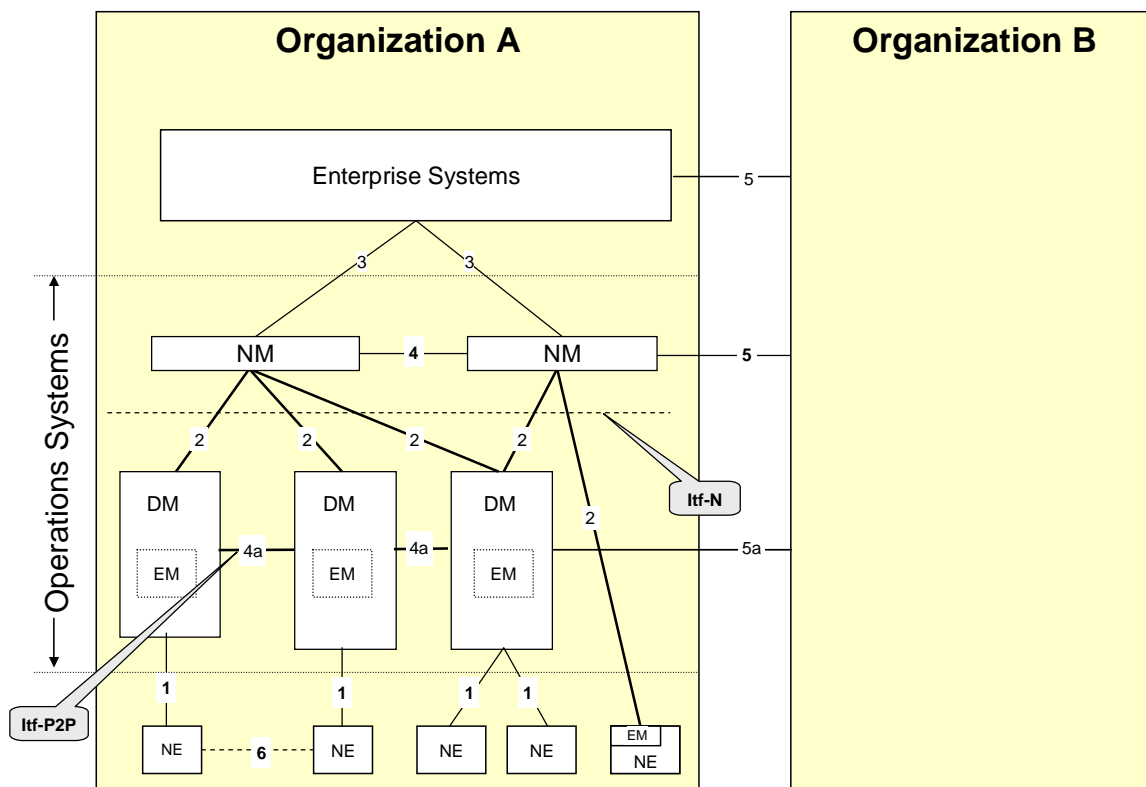 Organization A
Organization B
Enterprise Systems
5
3
3
Operations Systems
NM
4
NM
5
2
2
2
2
Itf-N
DM
DM
DM
2
4a
4a
5a
EM
EM
EM
1
1
1
1
Itf-P2P
NE
6
NE
NE
NE
EM
NE